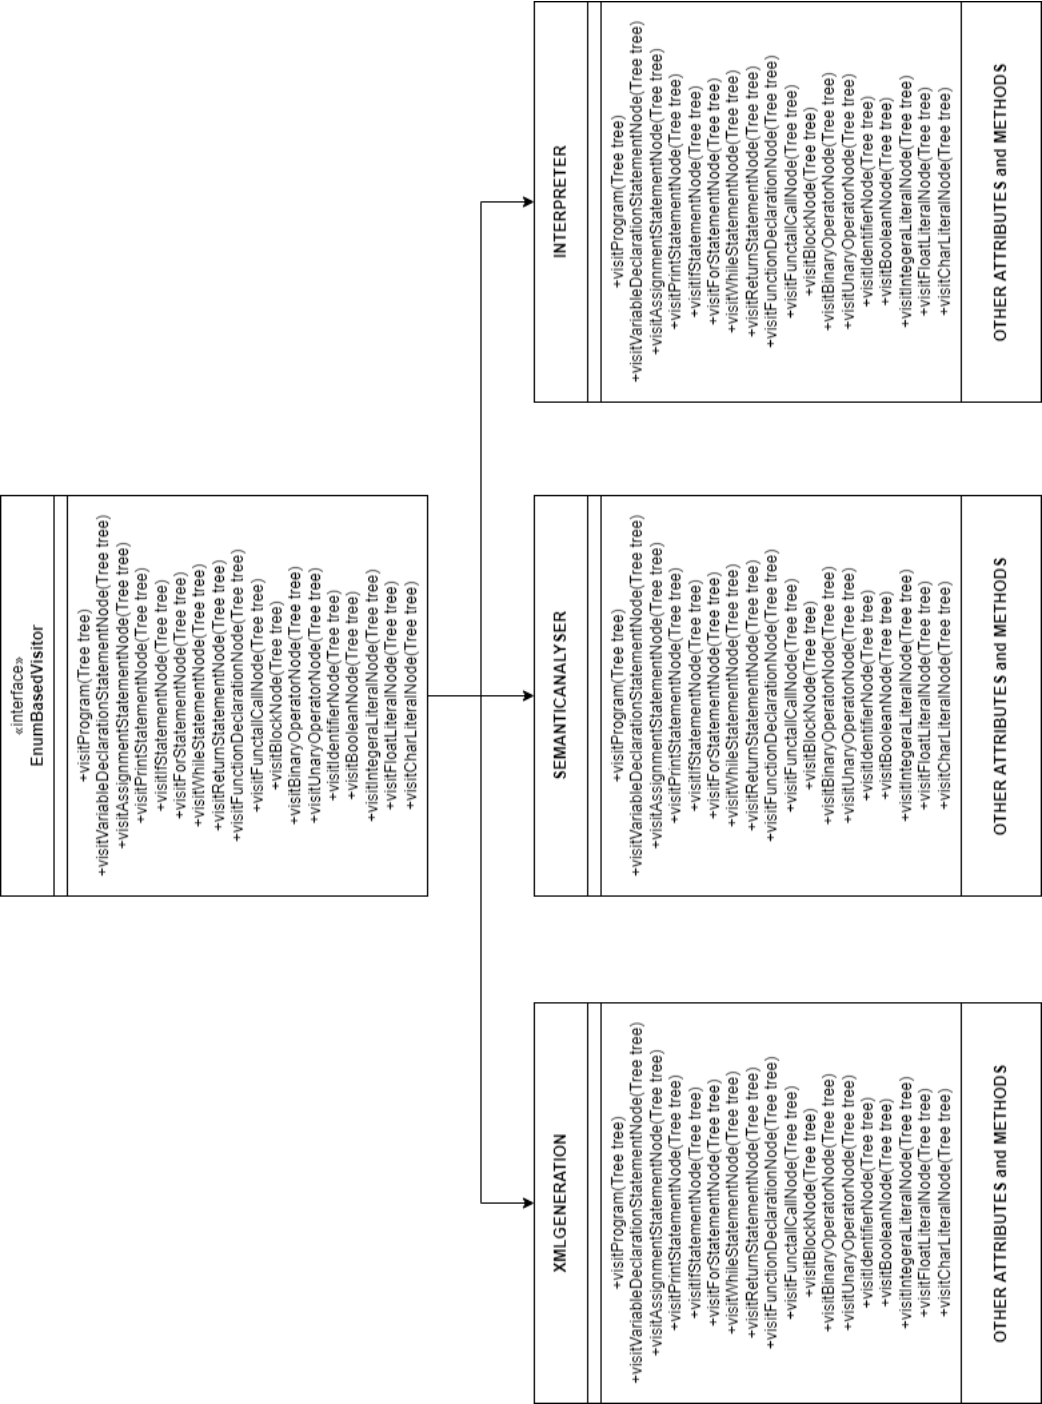 «interface»
EnumBasedVisitor
+visitProgram(Tree tree)
+visitVariableDeclarationStatementNode(Tree tree)
+visitAssignmentStatementNode(Tree tree)
+visitPrintStatementNode(Tree tree)
+visitIfStatementNode(Tree tree)
+visitForStatementNode(Tree tree)
+visitWhileStatementNode(Tree tree)
+visitReturnStatementNode(Tree tree)
+visitFunctionDeclarationNode(Tree tree)
+visitFunctallCallNode(Tree tree)
+visitBlockNode(Tree tree)
+visitBinaryOperatorNode(Tree tree)
+visitUnaryOperatorNode(Tree tree)
+visitIdentifierNode(Tree tree)
+visitBooleanNode(Tree tree)
+visitIntegeraLiteralNode(Tree tree)
+visitFloatLiteralNode(Tree tree)
+visitCharLiteralNode(Tree tree)
XMLGENERATION
+visitProgram(Tree tree)
+visitVariableDeclarationStatementNode(Tree tree)
+visitAssignmentStatementNode(Tree tree)
+visitPrintStatementNode(Tree tree)
+visitIfStatementNode(Tree tree)
+visitForStatementNode(Tree tree)
+visitWhileStatementNode(Tree tree)
+visitReturnStatementNode(Tree tree)
+visitFunctionDeclarationNode(Tree tree)
+visitFunctallCallNode(Tree tree)
+visitBlockNode(Tree tree)
+visitBinaryOperatorNode(Tree tree)
+visitUnaryOperatorNode(Tree tree)
+visitIdentifierNode(Tree tree)
+visitBooleanNode(Tree tree)
+visitIntegeraLiteralNode(Tree tree)
+visitFloatLiteralNode(Tree tree)
+visitCharLiteralNode(Tree tree)
OTHER ATTRIBUTES and METHODS
SEMANTICANALYSER
+visitProgram(Tree tree)
+visitVariableDeclarationStatementNode(Tree tree)
+visitAssignmentStatementNode(Tree tree)
+visitPrintStatementNode(Tree tree)
+visitIfStatementNode(Tree tree)
+visitForStatementNode(Tree tree)
+visitWhileStatementNode(Tree tree)
+visitReturnStatementNode(Tree tree)
+visitFunctionDeclarationNode(Tree tree)
+visitFunctallCallNode(Tree tree)
+visitBlockNode(Tree tree)
+visitBinaryOperatorNode(Tree tree)
+visitUnaryOperatorNode(Tree tree)
+visitIdentifierNode(Tree tree)
+visitBooleanNode(Tree tree)
+visitIntegeraLiteralNode(Tree tree)
+visitFloatLiteralNode(Tree tree)
+visitCharLiteralNode(Tree tree)
OTHER ATTRIBUTES and METHODS
INTERPRETER
+visitProgram(Tree tree)
+visitVariableDeclarationStatementNode(Tree tree)
+visitAssignmentStatementNode(Tree tree)
+visitPrintStatementNode(Tree tree)
+visitIfStatementNode(Tree tree)
+visitForStatementNode(Tree tree)
+visitWhileStatementNode(Tree tree)
+visitReturnStatementNode(Tree tree)
+visitFunctionDeclarationNode(Tree tree)
+visitFunctallCallNode(Tree tree)
+visitBlockNode(Tree tree)
+visitBinaryOperatorNode(Tree tree)
+visitUnaryOperatorNode(Tree tree)
+visitIdentifierNode(Tree tree)
+visitBooleanNode(Tree tree)
+visitIntegeraLiteralNode(Tree tree)
+visitFloatLiteralNode(Tree tree)
+visitCharLiteralNode(Tree tree)
OTHER ATTRIBUTES and METHODS